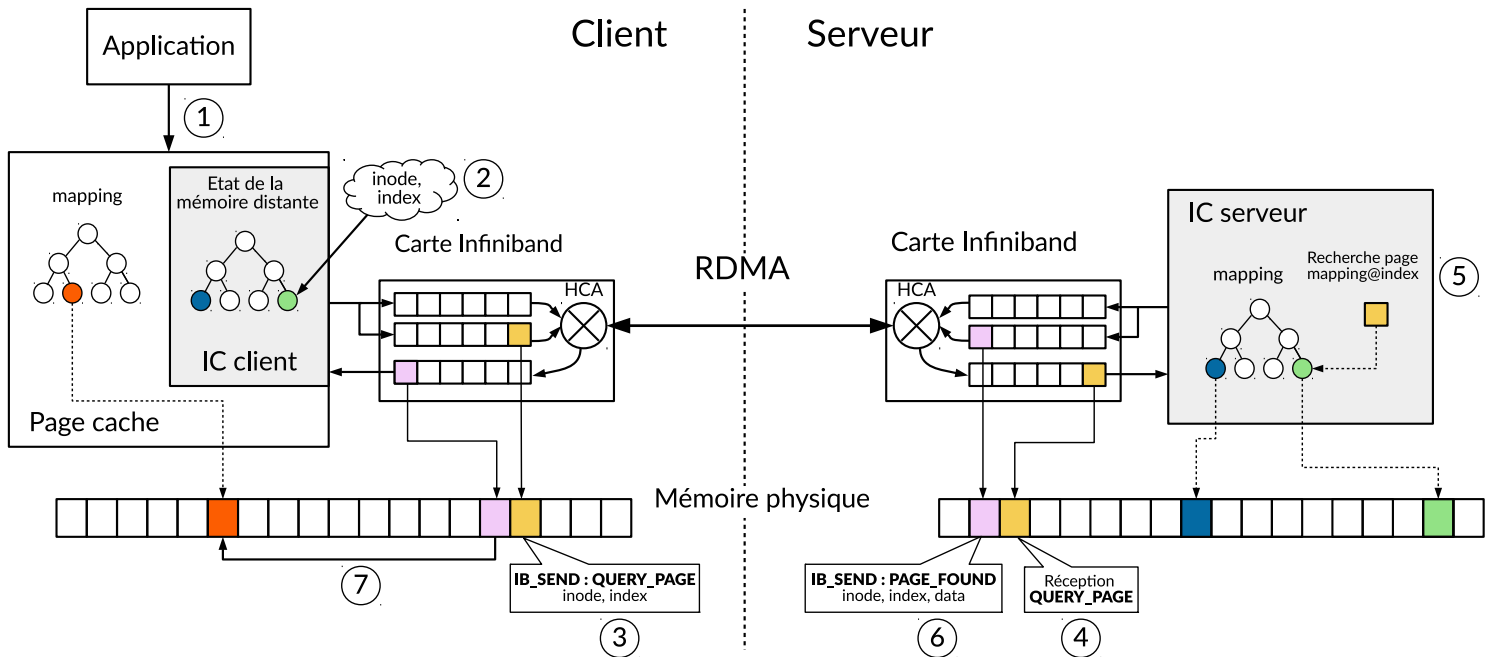 Application
Client
Serveur
1
mapping
Etat de la
mémoire distante
inode,
index
2
IC client
Page cache
Carte Infiniband
HCA
RDMA
Carte Infiniband
HCA
IC serveur
mapping
Recherche page
mapping@index
5
Mémoire physique
7
IB_SEND : QUERY_PAGE
inode, index
3
IB_SEND : PAGE_FOUND
inode, index, data
6
Réception
QUERY_PAGE
4